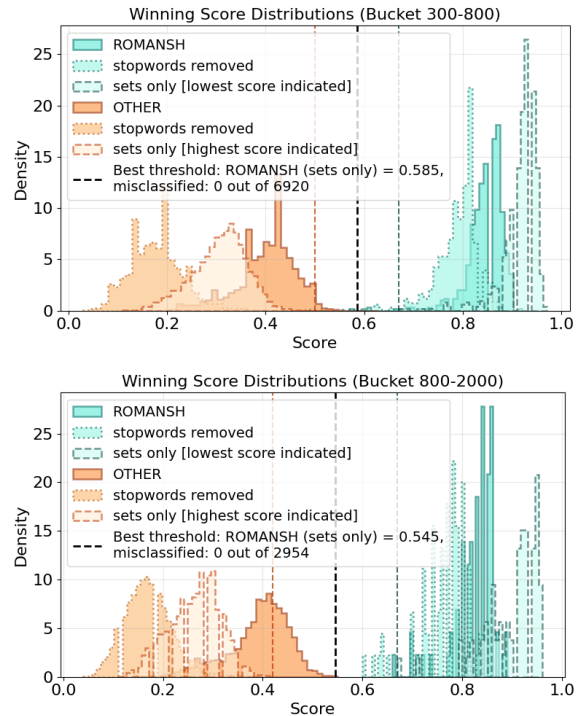 Winning Score Distributions (Bucket 300-800)
25
20
15
10
5
0
Density
ROMANSH
stopwords removed
sets only [lowest score indicated]
OTHER
stopwords removed
sets only [highest score indicated]
Best threshold: ROMANSH (sets only) = 0.585,
misclassified: 0 out of 6920
0.0 0.2 0.4 0.6 0.8 1.0
Score
Winning Score Distributions (Bucket 800-2000)
25
20
15
10
5
0
Density
ROMANSH
stopwords removed
sets only [lowest score indicated]
OTHER
stopwords removed
sets only [highest score indicated]
Best threshold: ROMANSH (sets only) = 0.545,
misclassified: 0 out of 2954
0.0 0.2 0.4 0.6 0.8 1.0
Score